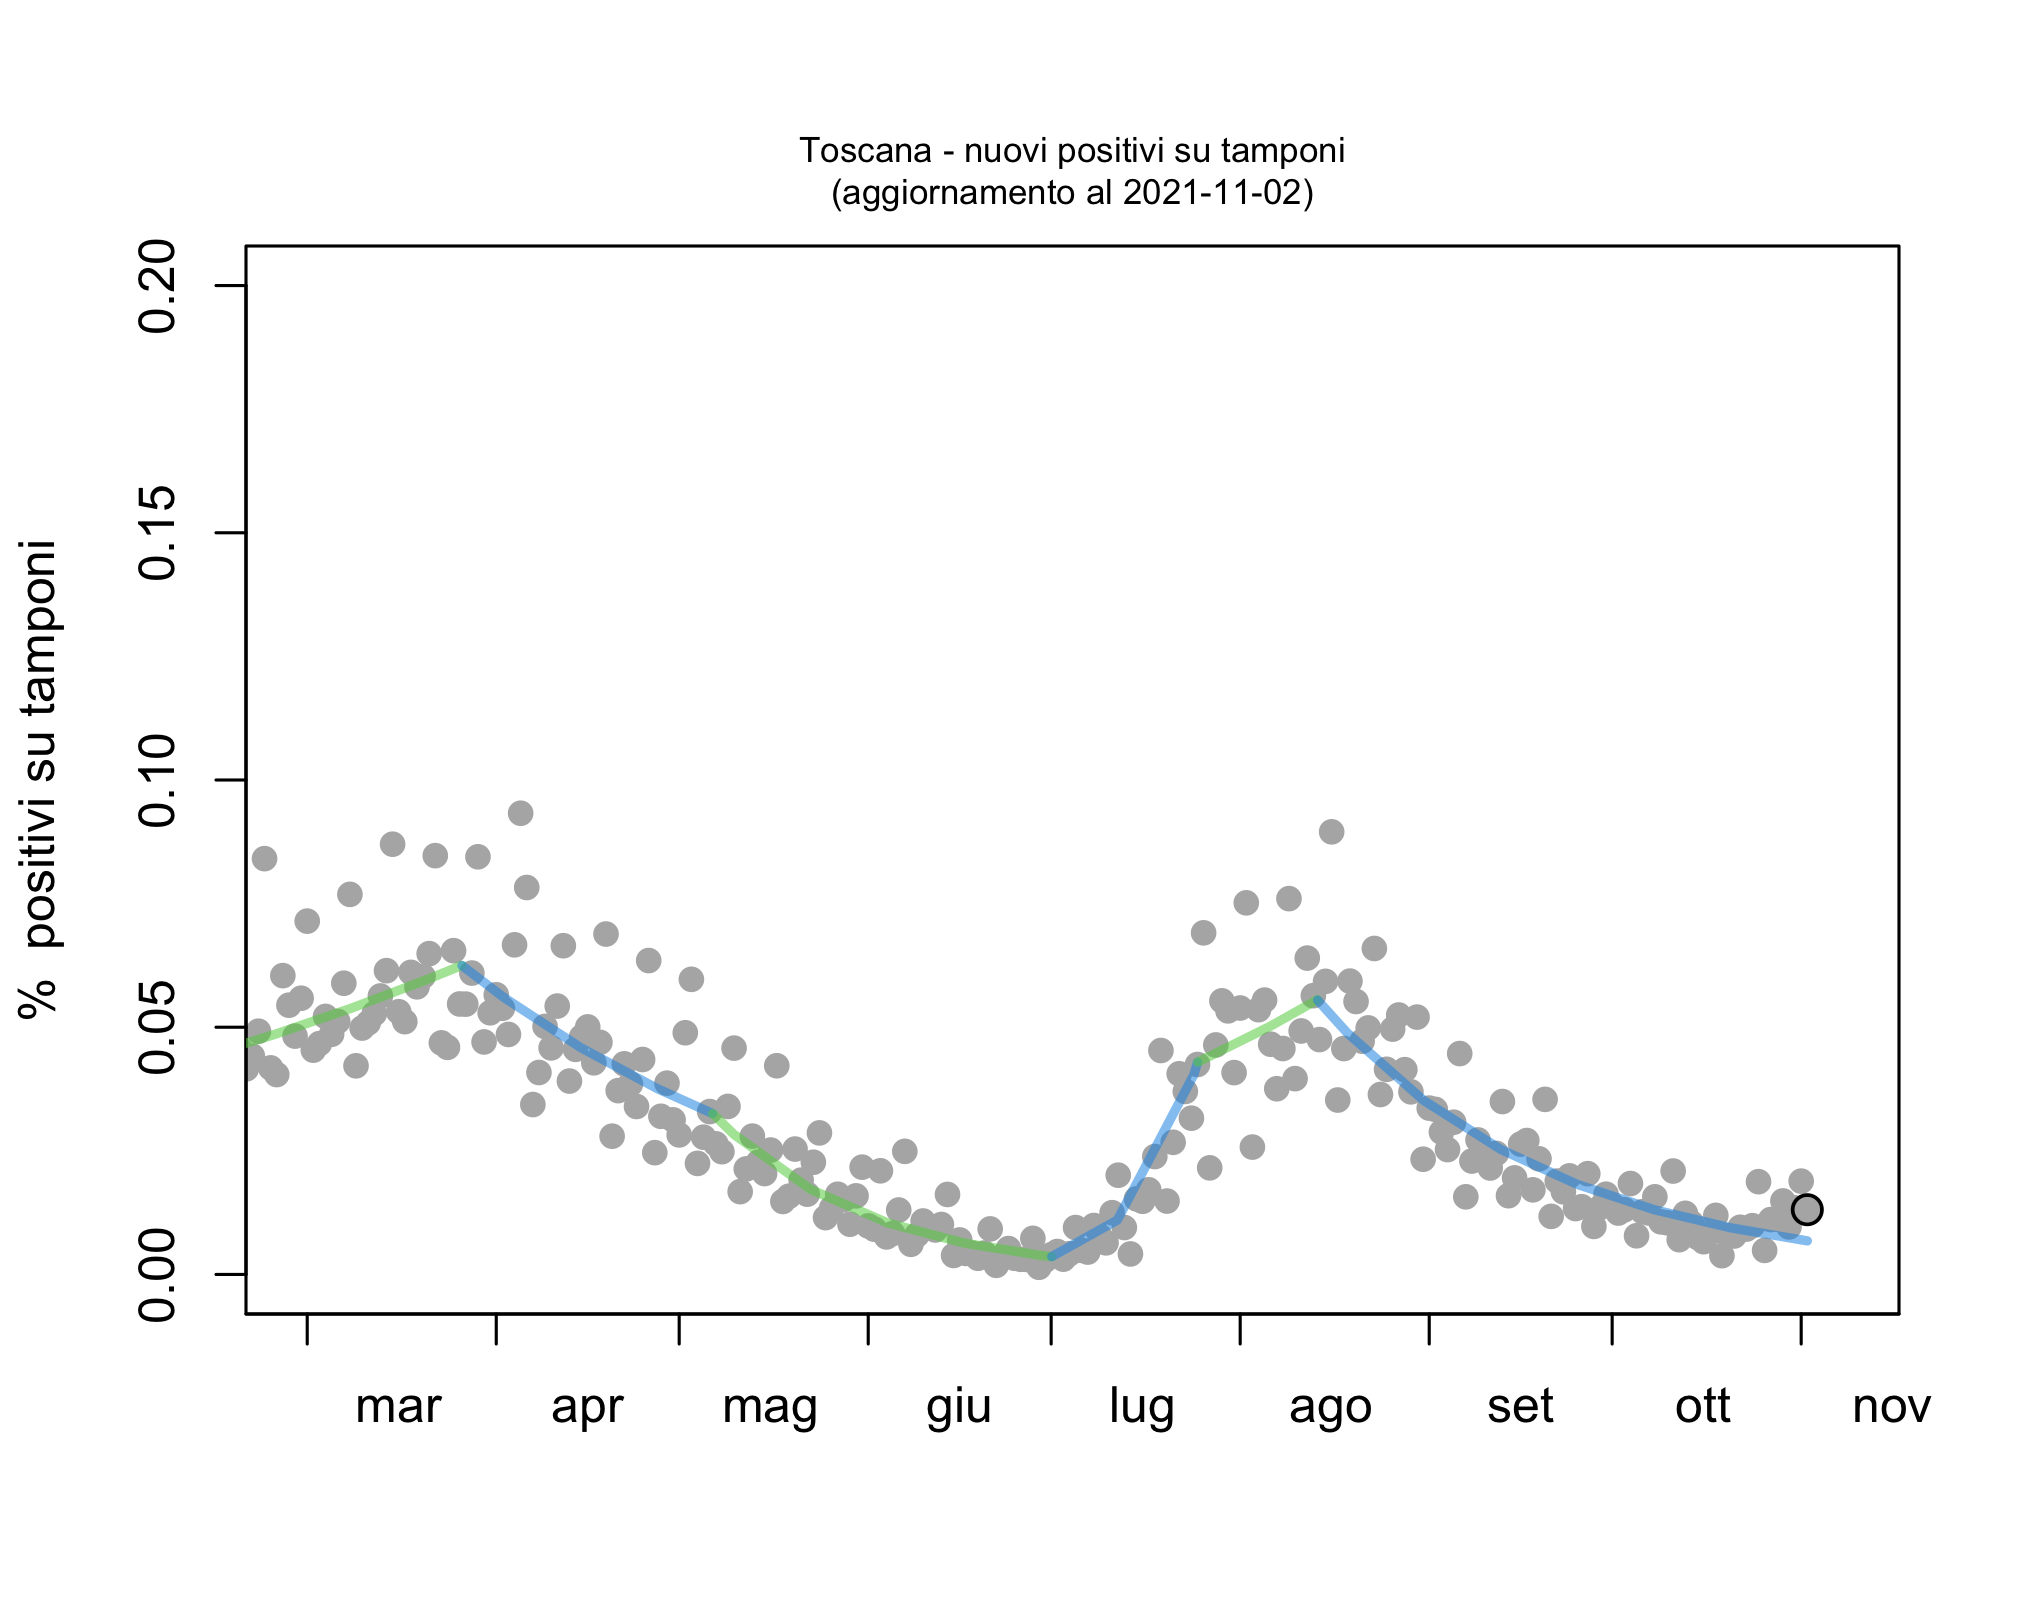 Toscana - nuovi positivi su tamponi
(aggiornamento al 2021-11-02)
% positivi su tamponi
0.20
0.15
0.10
0.05
0.00
mar apr mag giu lug ago set ott nov